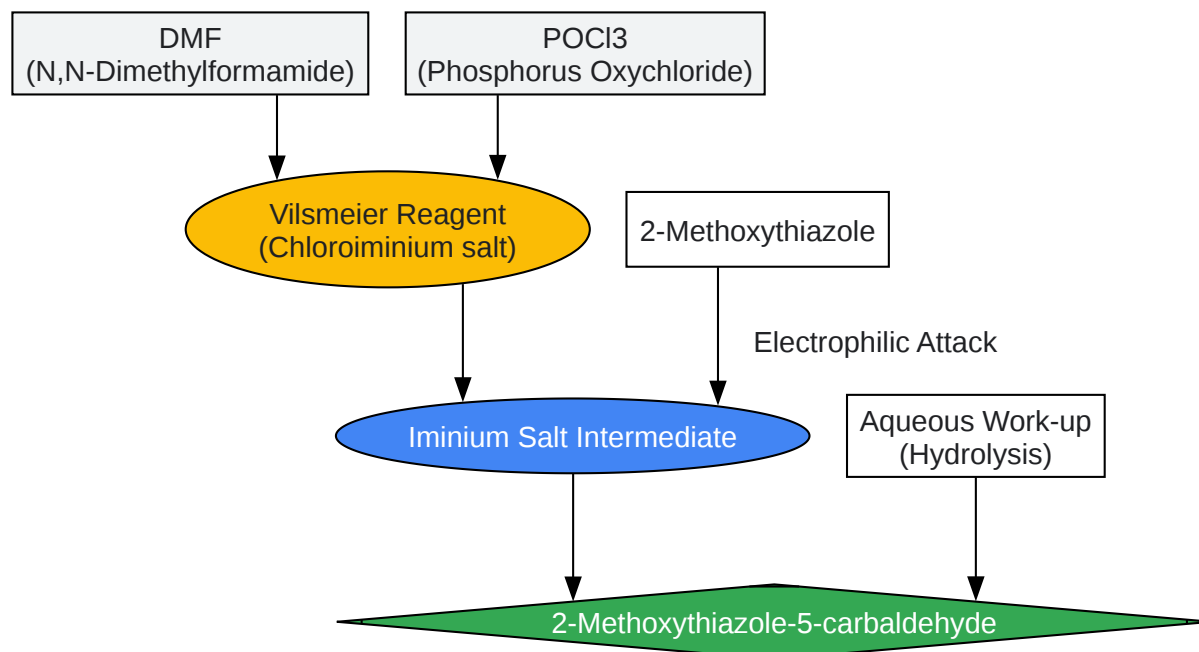 DMF
(N,N-Dimethylformamide)
POCl3
(Phosphorus Oxychloride)
Vilsmeier Reagent
(Chloroiminium salt)
2-Methoxythiazole
Electrophilic Attack
Iminium Salt Intermediate
Aqueous Work-up
(Hydrolysis)
2-Methoxythiazole-5-carbaldehyde